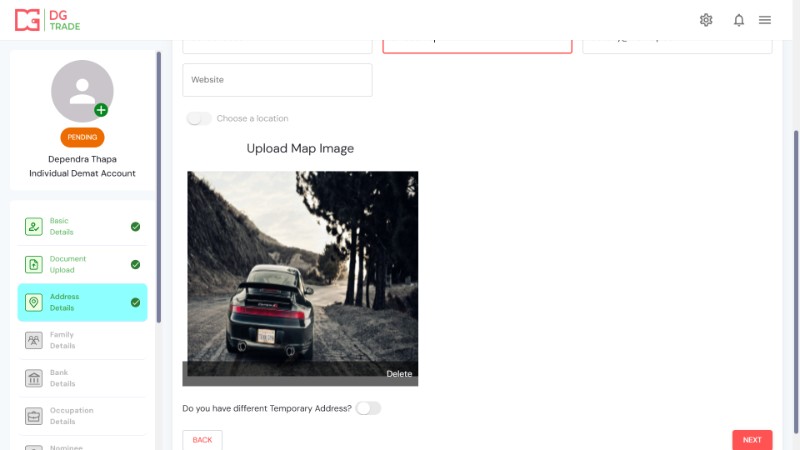 DG
TRADE
Website
Choose a location
PENDING
Dependra Thapa
Individual Demat Account
Upload Map Image
Basic
Details
Document
Upload
Address
Details
Family
Details
Bank
Details
Occupation
Details
Nominee
Delete
Do you have different Temporary Address?
BACK
NEXT